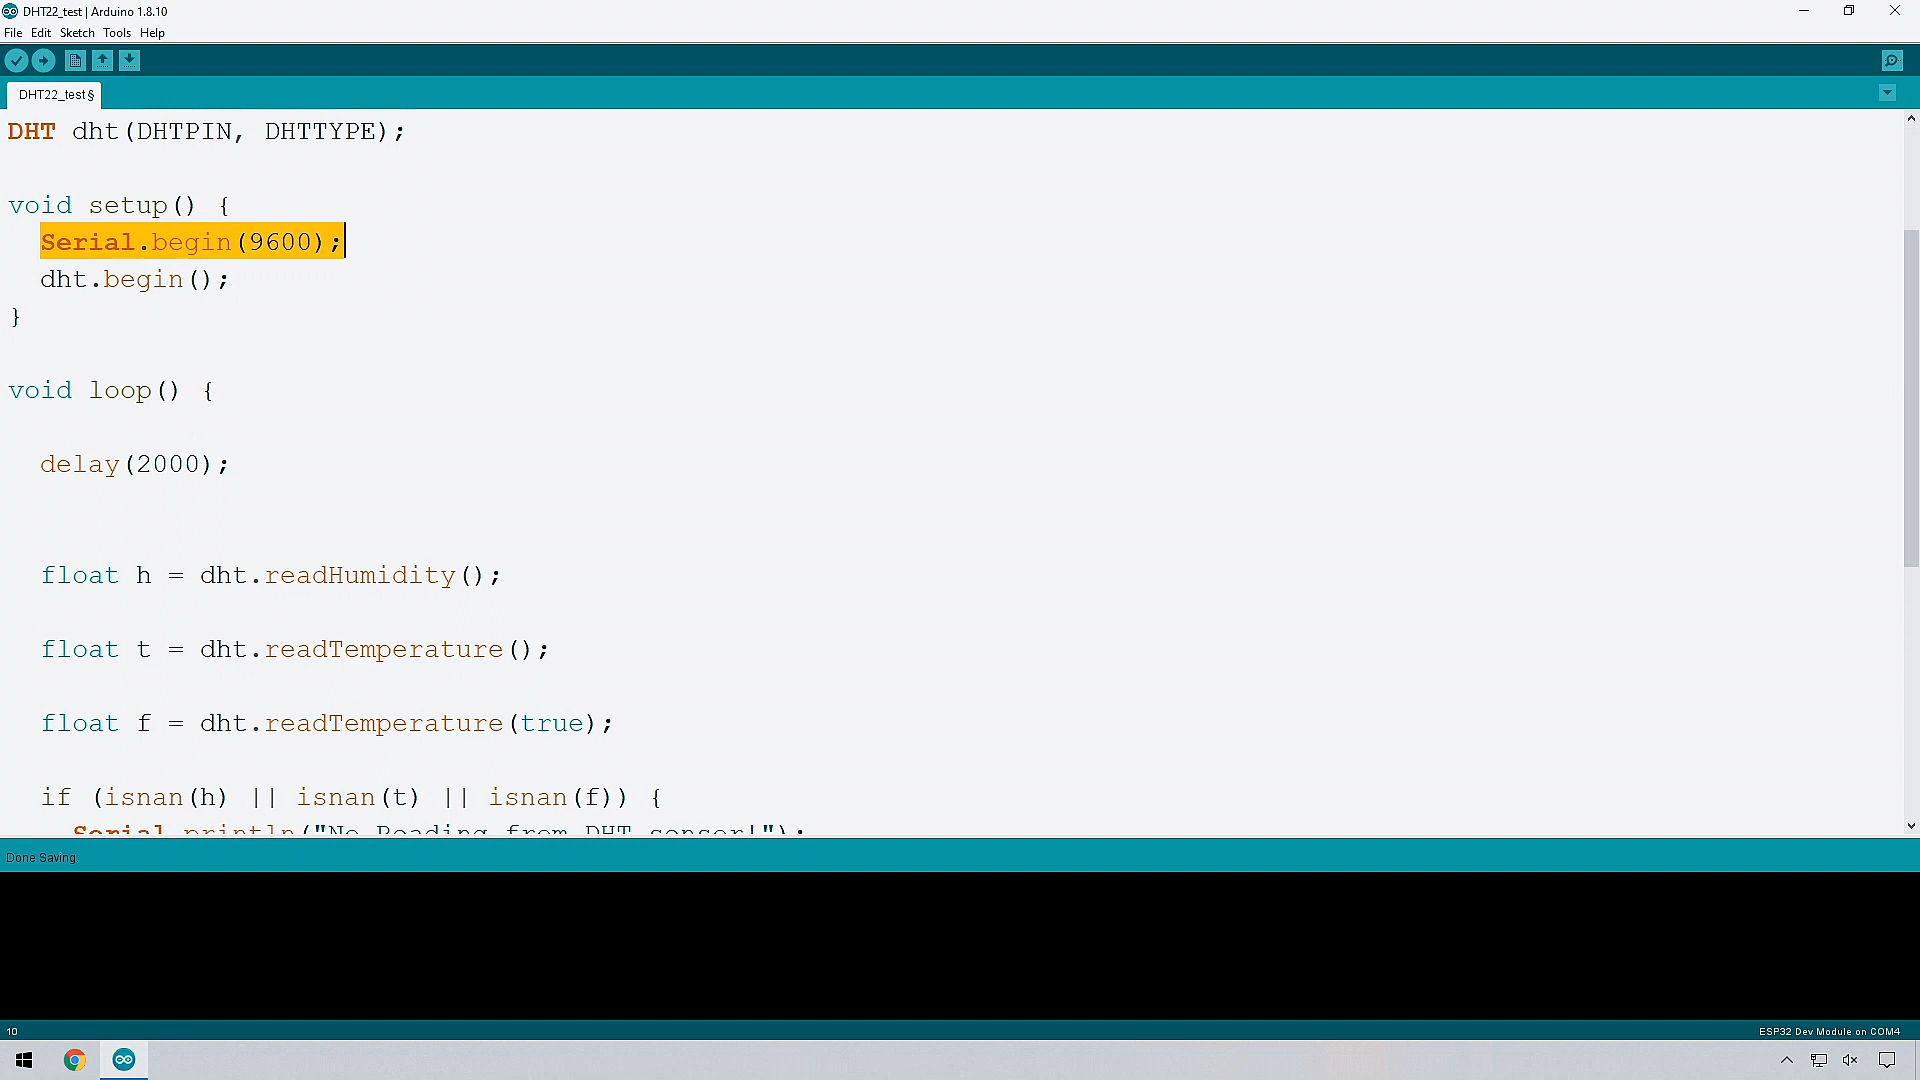 DHT22_test | Arduino 1.8.10
File Edit Sketch Tools Help
DHT22_test §
DHT dht(DHTPIN, DHTTYPE);
void setup() {
Serial.begin(9600);
dht.begin();
}
void loop() {
delay(2000);
float h = dht.readHumidity();
float t = dht.readTemperature();
float f = dht.readTemperature(true);
if (isnan(h) || isnan(t) || isnan(f)) {
Serial.println("No Reading from DHT sensor!");
Done Saving.
10
ESP32 Dev Module on COM4